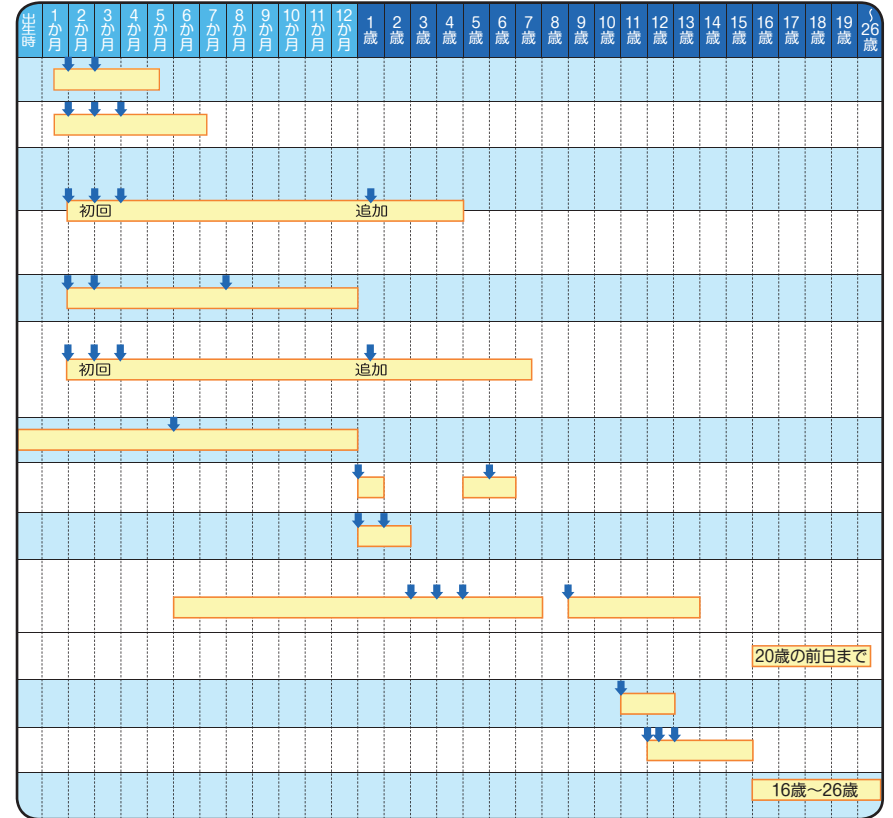 出生時
1か月
2か月
3か月
4か月
5か月
6か月
7か月
8か月
9か月
10か月
11か月
12か月
1歳
2歳
3歳
4歳
5歳
6歳
7歳
8歳
9歳
10歳
11歳
12歳
13歳
14歳
15歳
16歳
17歳
18歳
19歳
〜26歳
初回
追加
初回
追加
20歳の前日まで
16歳〜26歳